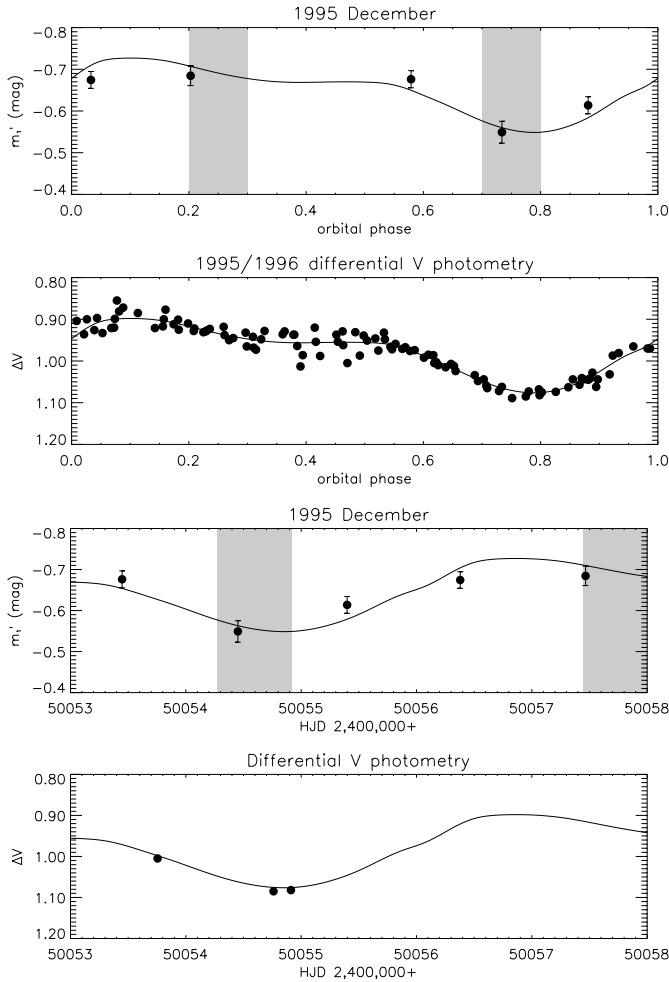 1995 December
-0.8
-0.7
-0.6
-0.5
-0.4
m,' (mag)
0.0 0.2 0.4 0.6 0.8 1.0
orbital phase
1995/1996 differential V photometry
0.80
0.90
1.00
1.10
1.20
ΔV
0.0 0.2 0.4 0.6 0.8 1.0
orbital phase
1995 December
-0.8
-0.7
-0.6
-0.5
-0.4
m,' (mag)
50053 50054 50055 50056 50057 50058
HJD 2,400,000+
Differential V photometry
0.80
0.90
1.00
1.10
1.20
ΔV
50053 50054 50055 50056 50057 50058
HJD 2,400,000+